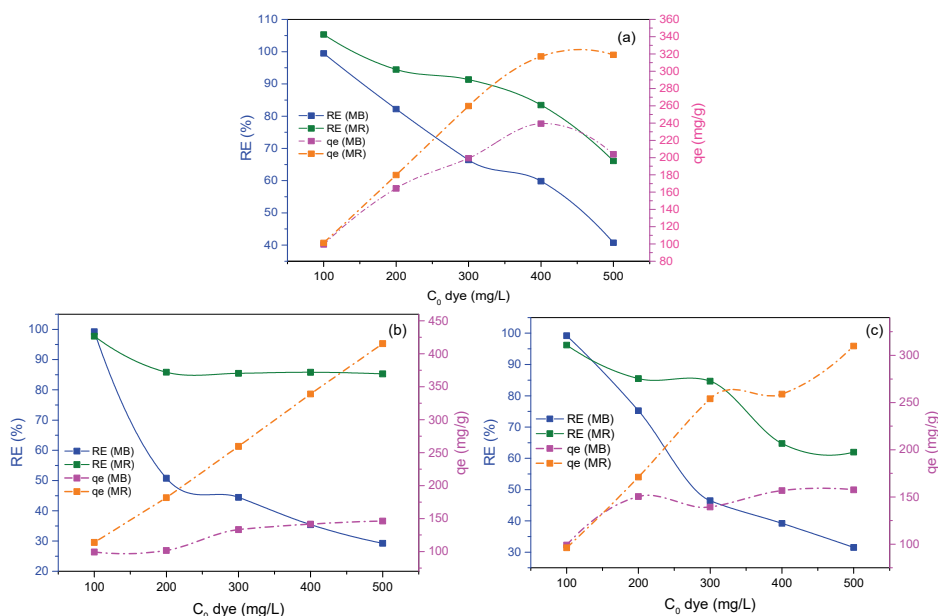 (a)
RE (%)
110
100
90
80
70
60
50
40
RE (MB)
RE (MR)
qe (MB)
qe (MR)
360
340
320
300
280
260
240
220
200
180
160
140
120
100
80
qe (mg/g)
100 200 300 400 500
C₀ dye (mg/L)
(b)
RE (%)
100
90
80
70
60
50
40
30
20
RE (MB)
RE (MR)
qe (MB)
qe (MR)
450
400
350
300
250
200
150
100
qe (mg/g)
100 200 300 400 500
C₀ dye (mg/L)
(c)
RE (%)
100
90
80
70
60
50
40
30
RE (MB)
RE (MR)
qe (MB)
qe (MR)
300
250
200
150
100
qe (mg/g)
100 200 300 400 500
C₀ dye (mg/L)